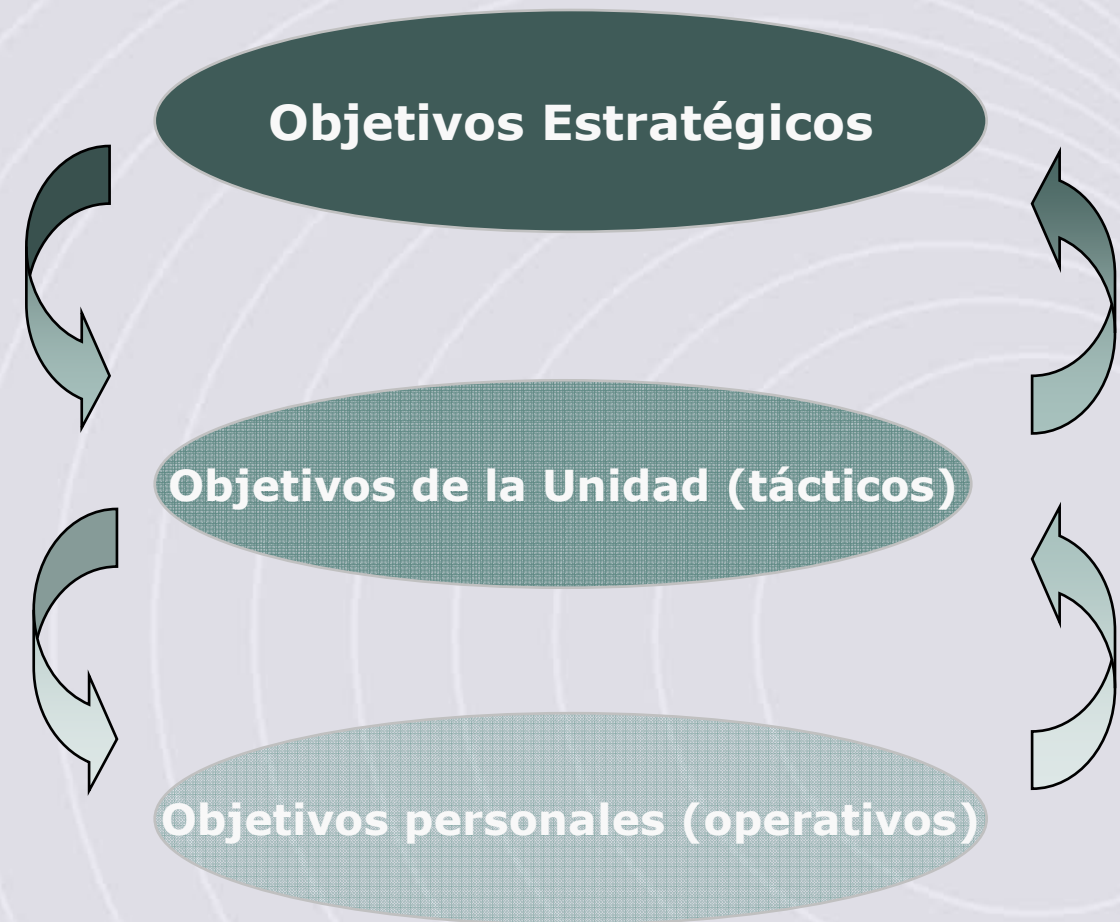 Objetivos Estratégicos
Objetivos de la Unidad (tácticos)
Objetivos personales (operativos)